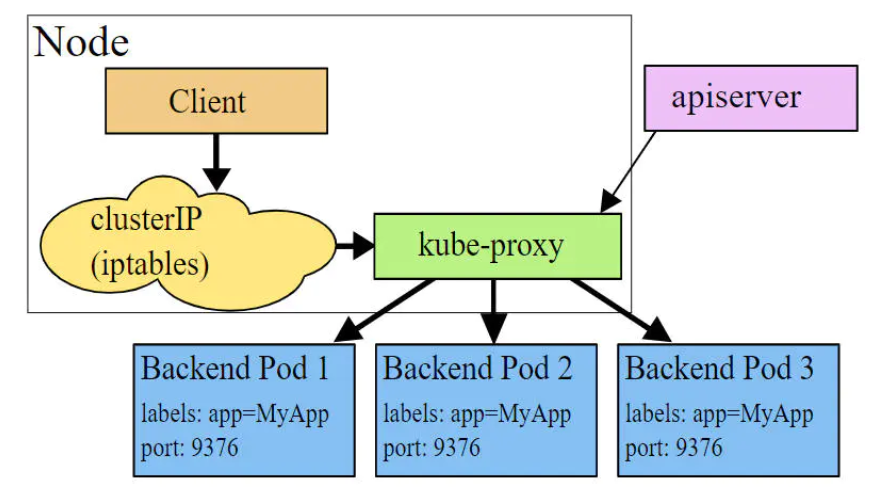 Node
Client
apiserver
clusterIP
(iptables)
kube-proxy
Backend Pod 1
labels: app=MyApp
port: 9376
Backend Pod 2
labels: app=MyApp
port: 9376
Backend Pod 3
labels: app=MyApp
port: 9376